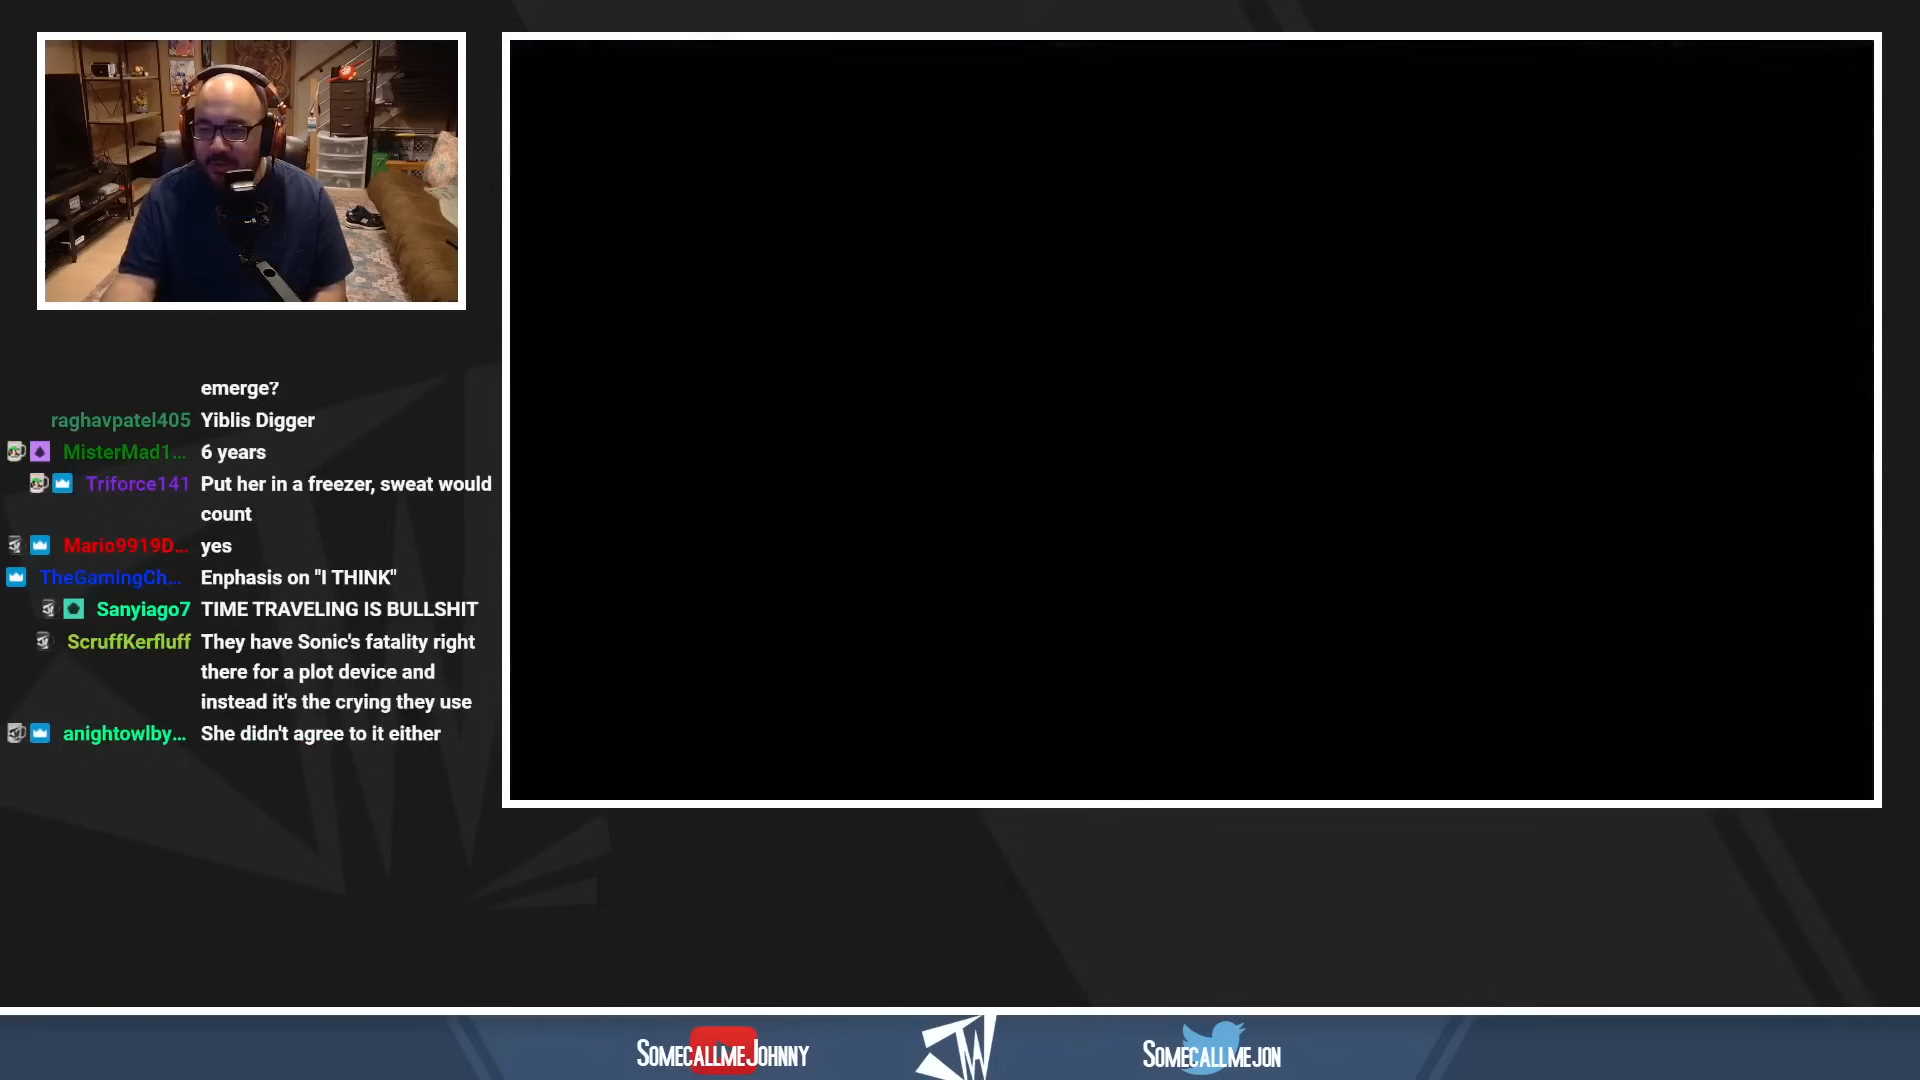 emerge?
raghavpatel405 Yiblis Digger
MisterMad1... 6 years
Triforce141 Put her in a freezer, sweat would
count
Mario9919D... yes
TheGamingCh... Enphasis on "I THINK"
Sanyiago7 TIME TRAVELING IS BULLSHIT
ScruffKerfluff They have Sonic's fatality right
there for a plot device and
instead it's the crying they use
anightowlby... She didn't agree to it either
SOMECALLMEJOHNNY
SOMECALLMEJON